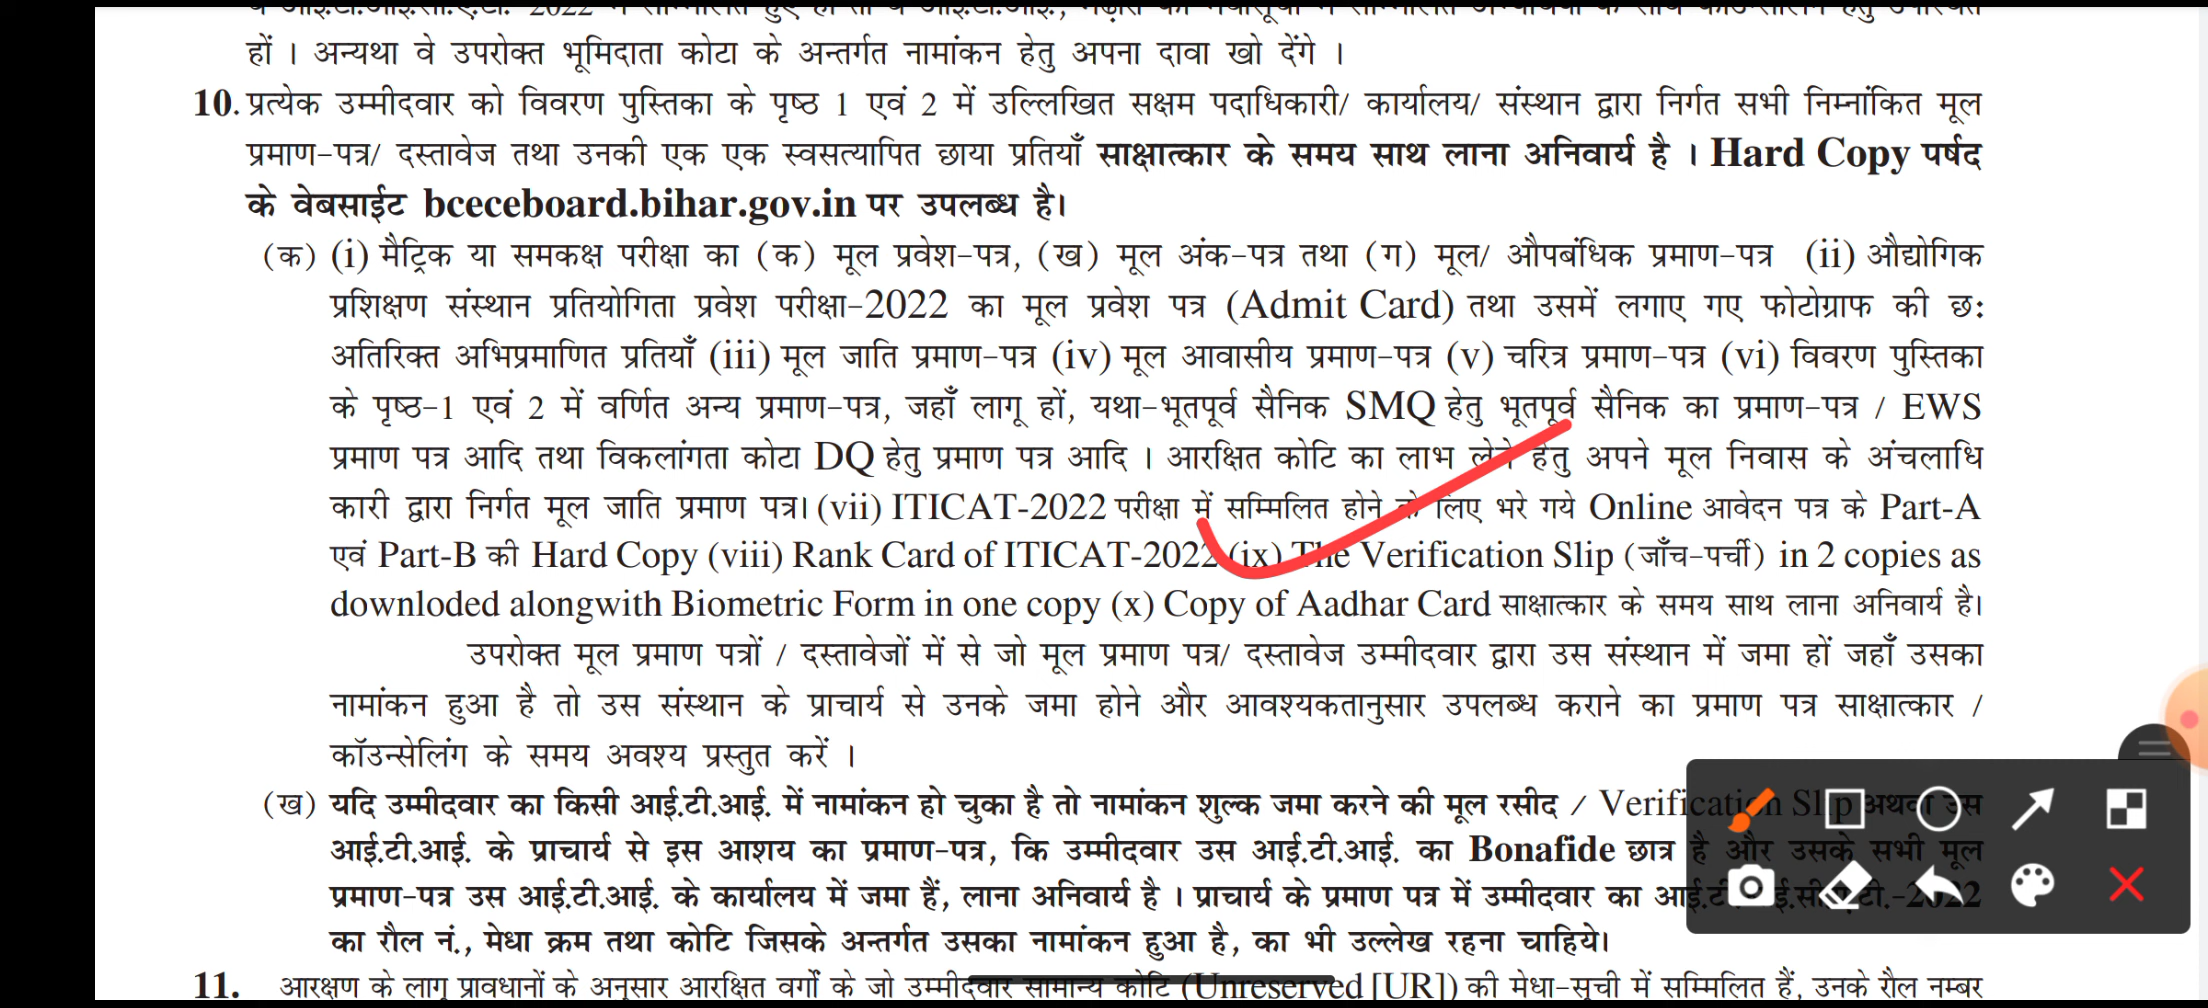 हों । अन्यथा वे उपरोक्त भूमिदाता कोटा के अन्तर्गत नामांकन हेतु अपना दावा खो देंगे ।
10. प्रत्येक उम्मीदवार को विवरण पुस्तिका के पृष्ठ 1 एवं 2 में उल्लिखित सक्षम पदाधिकारी/ कार्यालय/ संस्थान द्वारा निर्गत सभी निम्नांकित मूल
प्रमाण-पत्र/ दस्तावेज तथा उनकी एक एक स्वसत्यापित छाया प्रतियाँ साक्षात्कार के समय साथ लाना अनिवार्य है । Hard Copy पर्षद
के वेबसाईट bceceboard.bihar.gov.in पर उपलब्ध है।
(क) (i) मैट्रिक या समकक्ष परीक्षा का (क) मूल प्रवेश-पत्र, (ख) मूल अंक-पत्र तथा (ग) मूल/ औपबंधिक प्रमाण-पत्र (ii) औद्योगिक
प्रशिक्षण संस्थान प्रतियोगिता प्रवेश परीक्षा-2022 का मूल प्रवेश पत्र (Admit Card) तथा उसमें लगाए गए फोटोग्राफ की छः
अतिरिक्त अभिप्रमाणित प्रतियाँ (iii) मूल जाति प्रमाण-पत्र (iv) मूल आवासीय प्रमाण-पत्र (v) चरित्र प्रमाण-पत्र (vi) विवरण पुस्तिका
के पृष्ठ-1 एवं 2 में वर्णित अन्य प्रमाण-पत्र, जहाँ लागू हों, यथा-भूतपूर्व सैनिक SMQ हेतु भूतपूर्व सैनिक का प्रमाण-पत्र / EWS
प्रमाण पत्र आदि तथा विकलांगता कोटा DQ हेतु प्रमाण पत्र आदि । आरक्षित कोटि का लाभ लेने हेतु अपने मूल निवास के अंचलाधि
कारी द्वारा निर्गत मूल जाति प्रमाण पत्र। (vii) ITICAT-2022 परीक्षा में सम्मिलित होने के लिए भरे गये Online आवेदन पत्र के Part-A
एवं Part-B की Hard Copy (viii) Rank Card of ITICAT-2022 (ix) The Verification Slip (जाँच-पर्ची) in 2 copies as
downloded alongwith Biometric Form in one copy (x) Copy of Aadhar Card साक्षात्कार के समय साथ लाना अनिवार्य है।
उपरोक्त मूल प्रमाण पत्रों / दस्तावेजों में से जो मूल प्रमाण पत्र/ दस्तावेज उम्मीदवार द्वारा उस संस्थान में जमा हों जहाँ उसका
नामांकन हुआ है तो उस संस्थान के प्राचार्य से उनके जमा होने और आवश्यकतानुसार उपलब्ध कराने का प्रमाण पत्र साक्षात्कार /
कॉउन्सेलिंग के समय अवश्य प्रस्तुत करें ।
(ख) यदि उम्मीदवार का किसी आई.टी.आई. में नामांकन हो चुका है तो नामांकन शुल्क जमा करने की मूल रसीद / Verification Slip अथवा उस
आई.टी.आई. के प्राचार्य से इस आशय का प्रमाण-पत्र, कि उम्मीदवार उस आई.टी.आई. का Bonafide छात्र है और उसके सभी मूल
प्रमाण-पत्र उस आई.टी.आई. के कार्यालय में जमा हैं, लाना अनिवार्य है । प्राचार्य के प्रमाण पत्र में उम्मीदवार का
का रौल नं., मेधा क्रम तथा कोटि जिसके अन्तर्गत उसका नामांकन हुआ है, का भी उल्लेख रहना चाहिये।
11. आरक्षण के लागू प्रावधानों के अनुसार आरक्षित वर्गों के जो उम्मीदवार सामान्य कोटि (Unreserved [UR]) की मेधा-सूची में सम्मिलित हैं, उनके रौल नम्बर